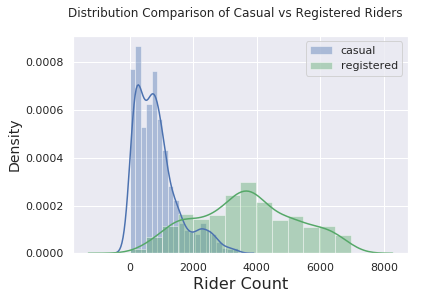 Distribution Comparison of Casual vs Registered Riders
casual
registered
0.0008
0.0006
0.0004
0.0002
0.0000
Density
0 2000 4000 6000 8000
Rider Count